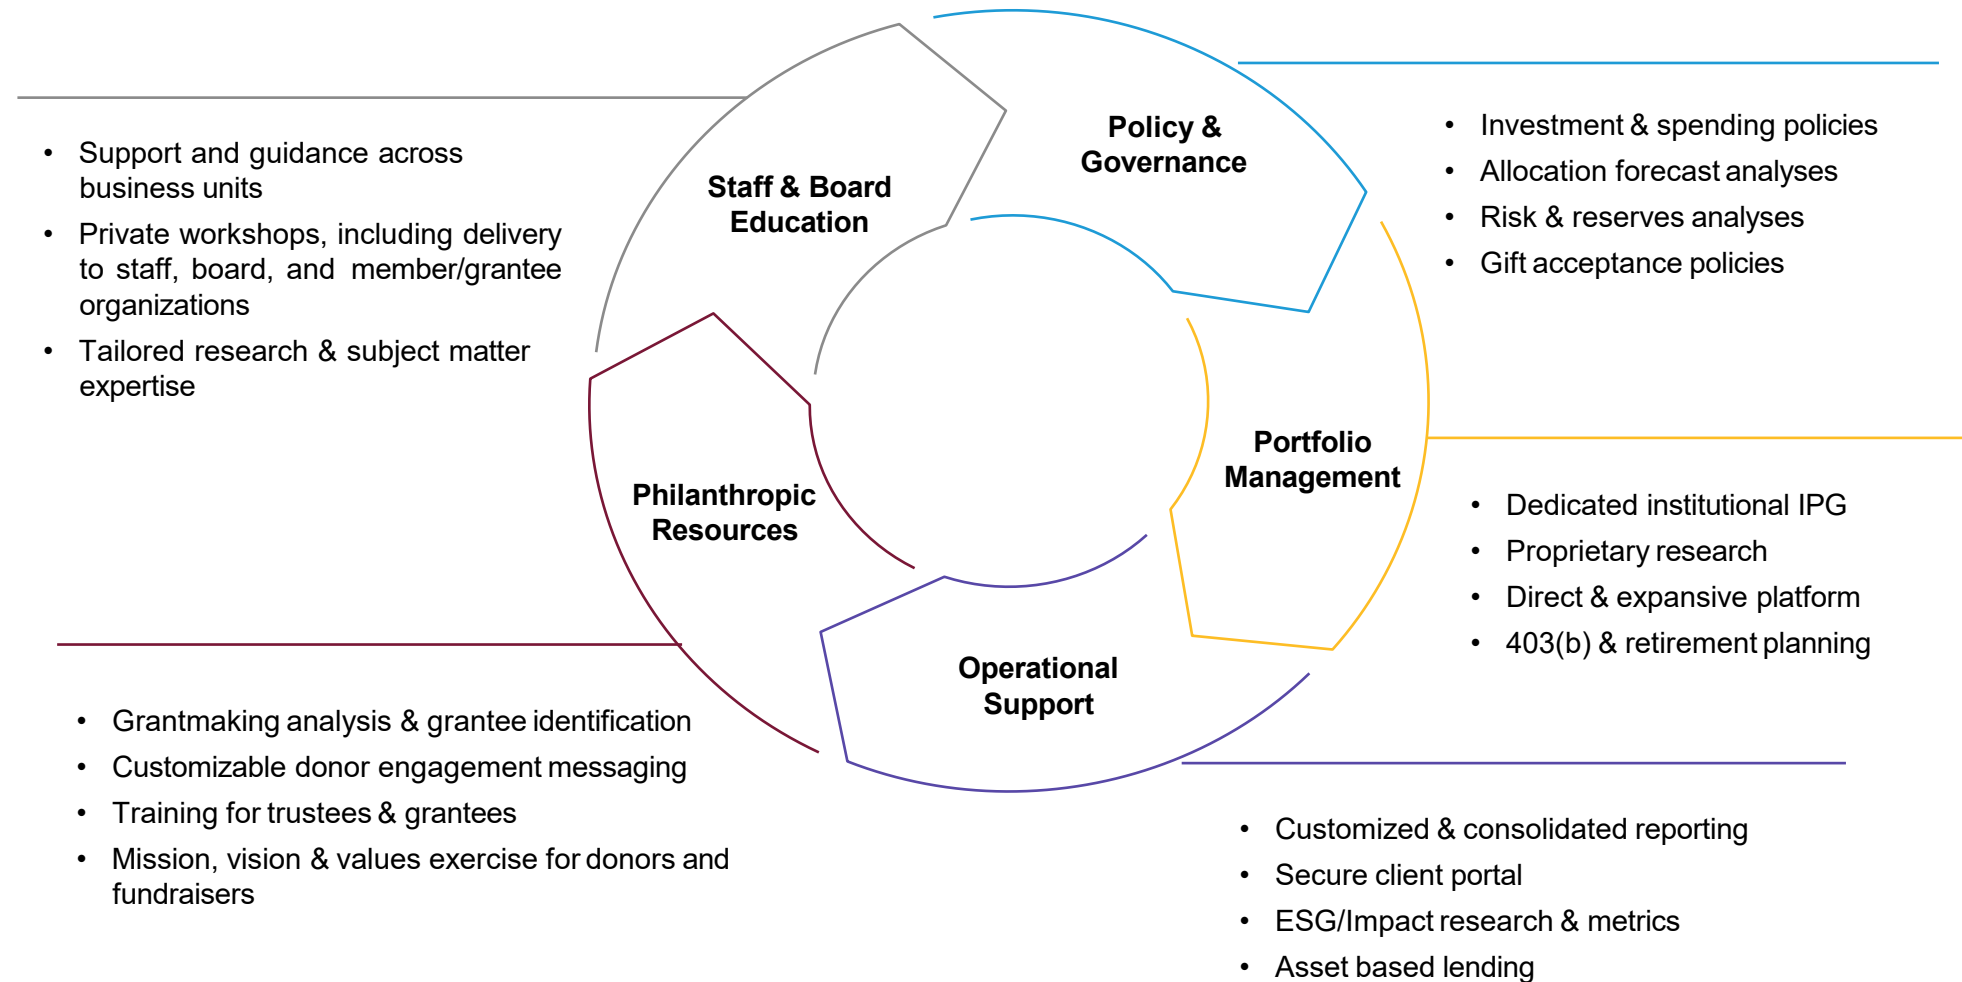 Policy &
Governance
• Investment & spending policies
• Allocation forecast analyses
• Risk & reserves analyses
• Gift acceptance policies
Portfolio
Management
• Dedicated institutional IPG
• Proprietary research
• Direct & expansive platform
• 403(b) & retirement planning
Operational
Support
• Customized & consolidated reporting
• Secure client portal
• ESG/Impact research & metrics
• Asset based lending
Philanthropic
Resources
• Grantmaking analysis & grantee identification
• Customizable donor engagement messaging
• Training for trustees & grantees
• Mission, vision & values exercise for donors and
fundraisers
Staff & Board
Education
• Support and guidance across
business units
• Private workshops, including delivery
to staff, board, and member/grantee
organizations
• Tailored research & subject matter
expertise